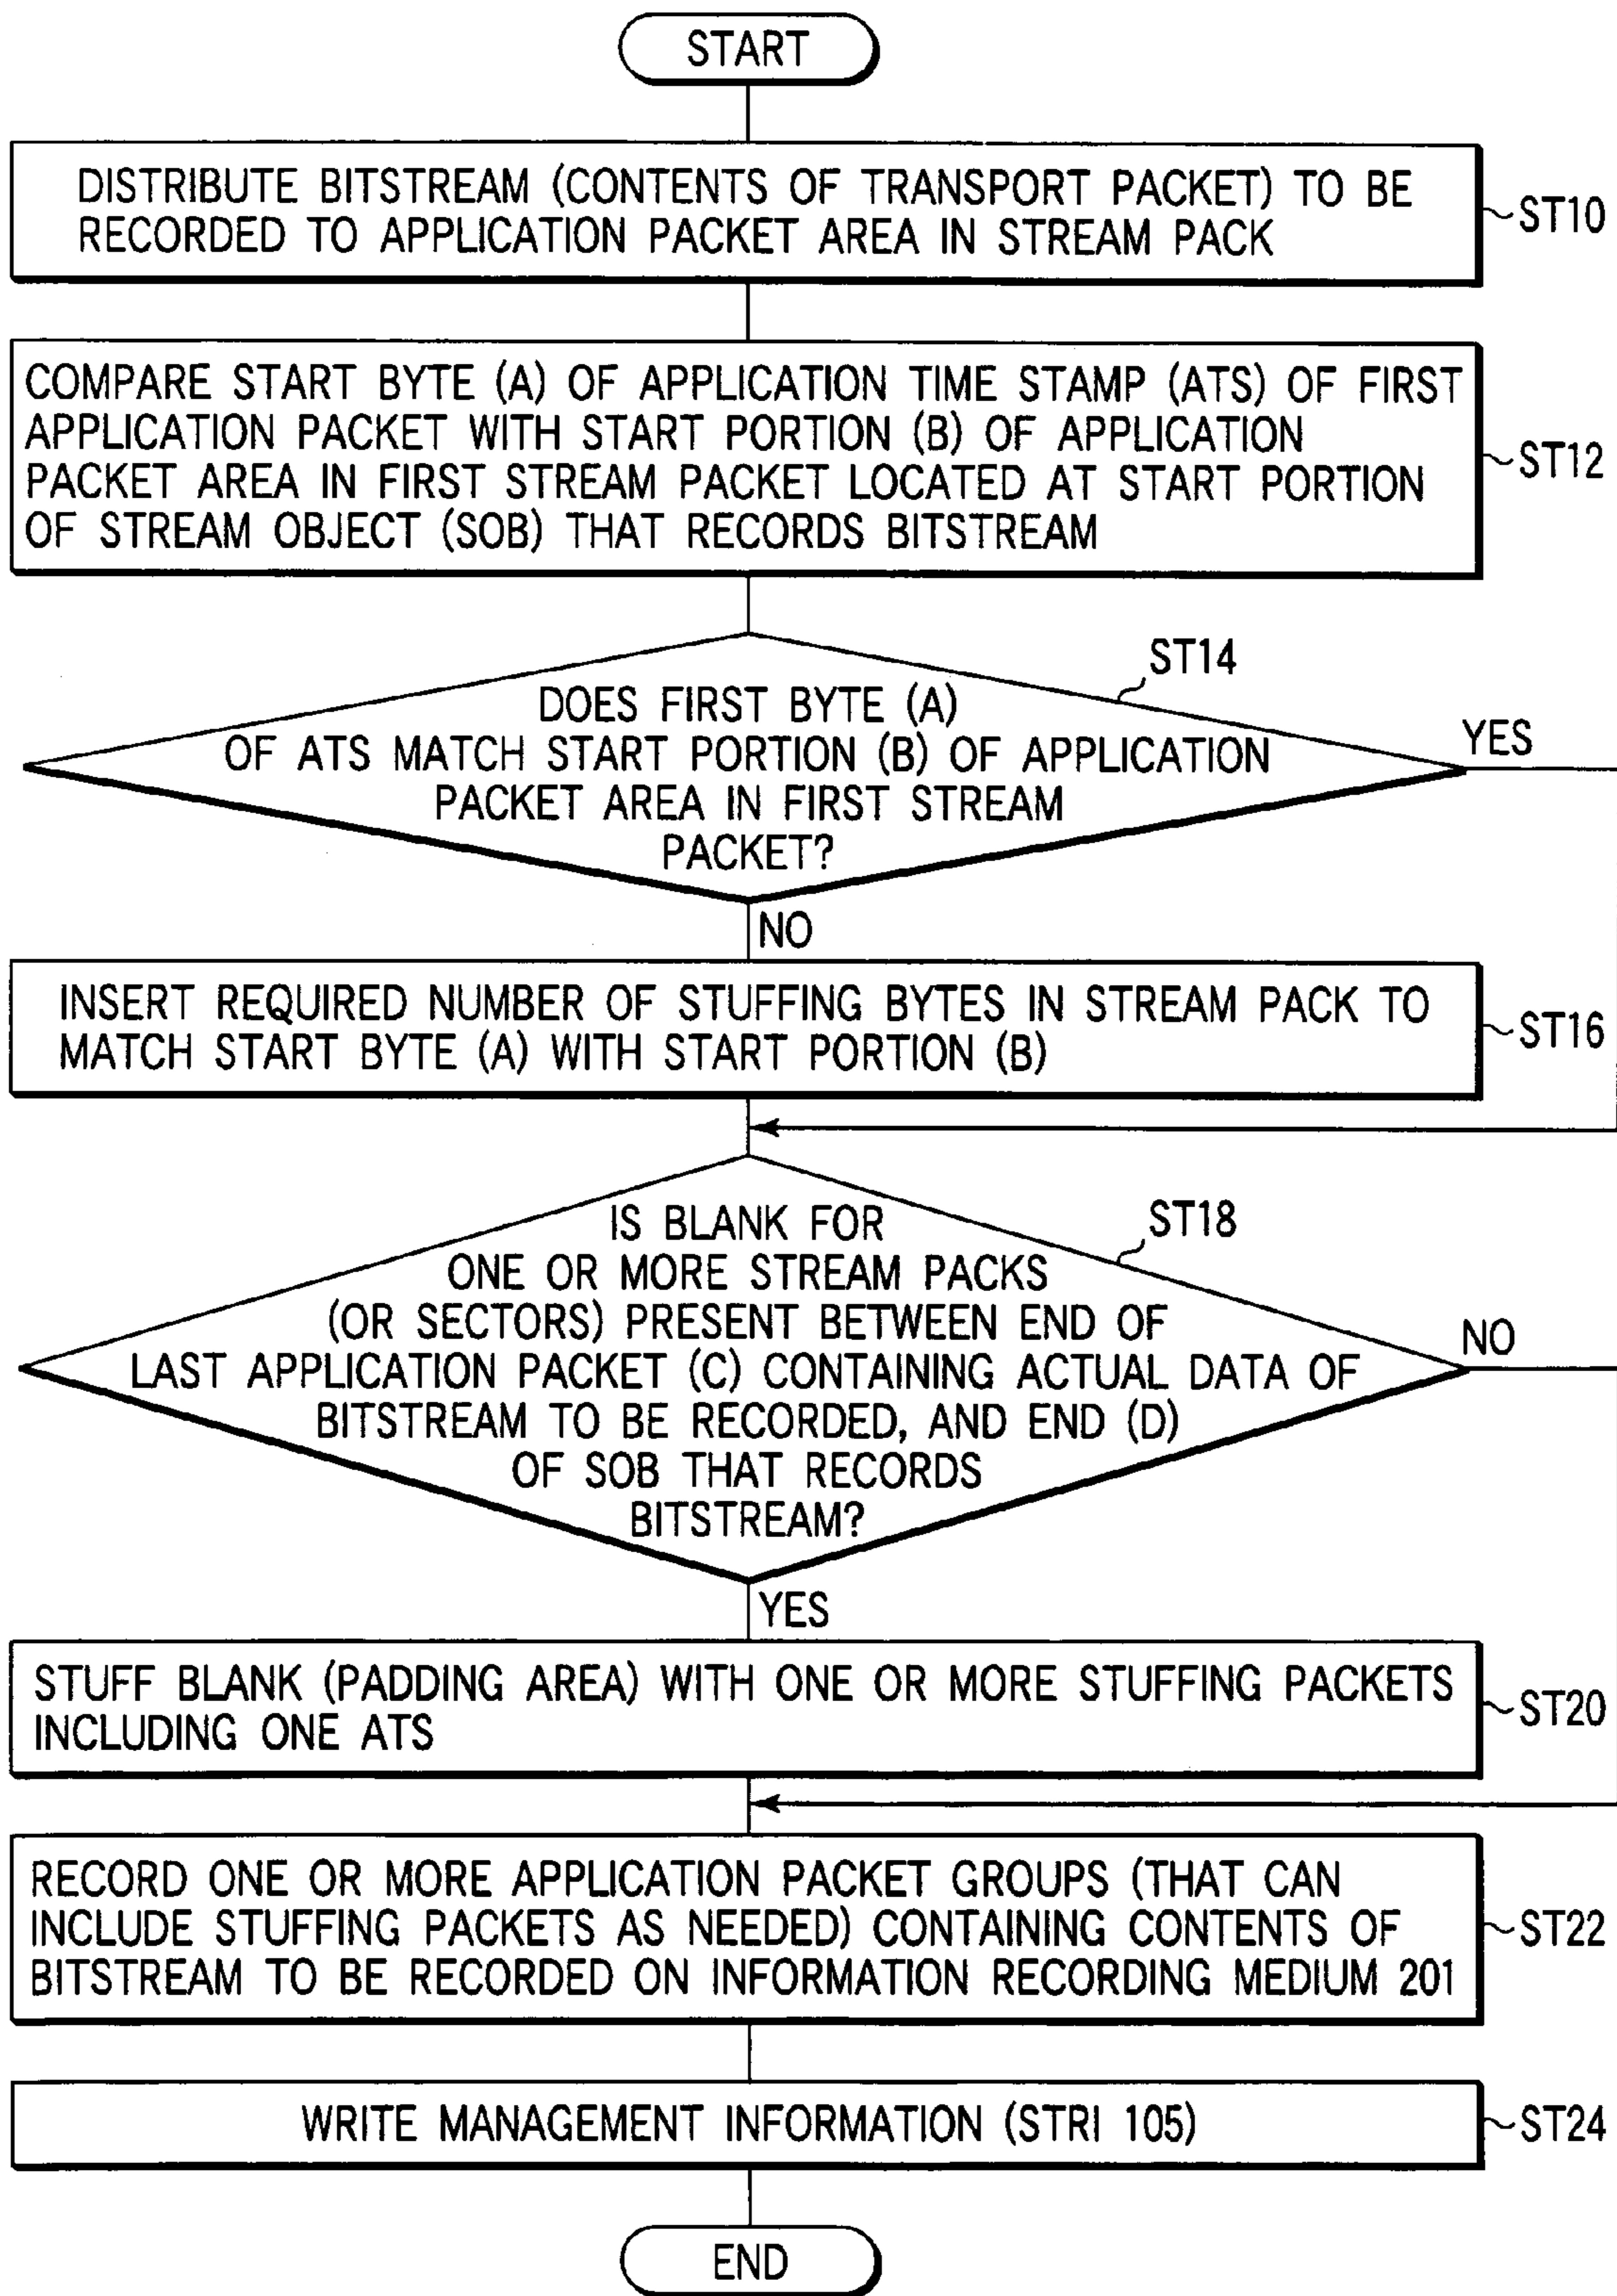 START
DISTRIBUTE BITSTREAM (CONTENTS OF TRANSPORT PACKET) TO BE
RECORDED TO APPLICATION PACKET AREA IN STREAM PACK
ST10
COMPARE START BYTE (A) OF APPLICATION TIME STAMP (ATS) OF FIRST
APPLICATION PACKET WITH START PORTION (B) OF APPLICATION
PACKET AREA IN FIRST STREAM PACKET LOCATED AT START PORTION
OF STREAM OBJECT (SOB) THAT RECORDS BITSTREAM
ST12
ST14
DOES FIRST BYTE (A)
OF ATS MATCH START PORTION (B) OF APPLICATION
PACKET AREA IN FIRST STREAM
PACKET?
YES
NO
INSERT REQUIRED NUMBER OF STUFFING BYTES IN STREAM PACK TO
MATCH START BYTE (A) WITH START PORTION (B)
ST16
ST18
IS BLANK FOR
ONE OR MORE STREAM PACKS
(OR SECTORS) PRESENT BETWEEN END OF
LAST APPLICATION PACKET (C) CONTAINING ACTUAL DATA OF
BITSTREAM TO BE RECORDED, AND END (D)
OF SOB THAT RECORDS
BITSTREAM?
NO
YES
STUFF BLANK (PADDING AREA) WITH ONE OR MORE STUFFING PACKETS
INCLUDING ONE ATS
ST20
RECORD ONE OR MORE APPLICATION PACKET GROUPS (THAT CAN
INCLUDE STUFFING PACKETS AS NEEDED) CONTAINING CONTENTS OF
BITSTREAM TO BE RECORDED ON INFORMATION RECORDING MEDIUM 201
ST22
WRITE MANAGEMENT INFORMATION (STRI 105)
ST24
END